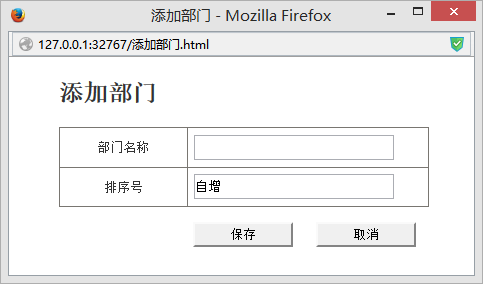 添加部门 - Mozilla Firefox
127.0.0.1:32767/添加部门.html
添加部门
部门名称
排序号 自增
保存 取消